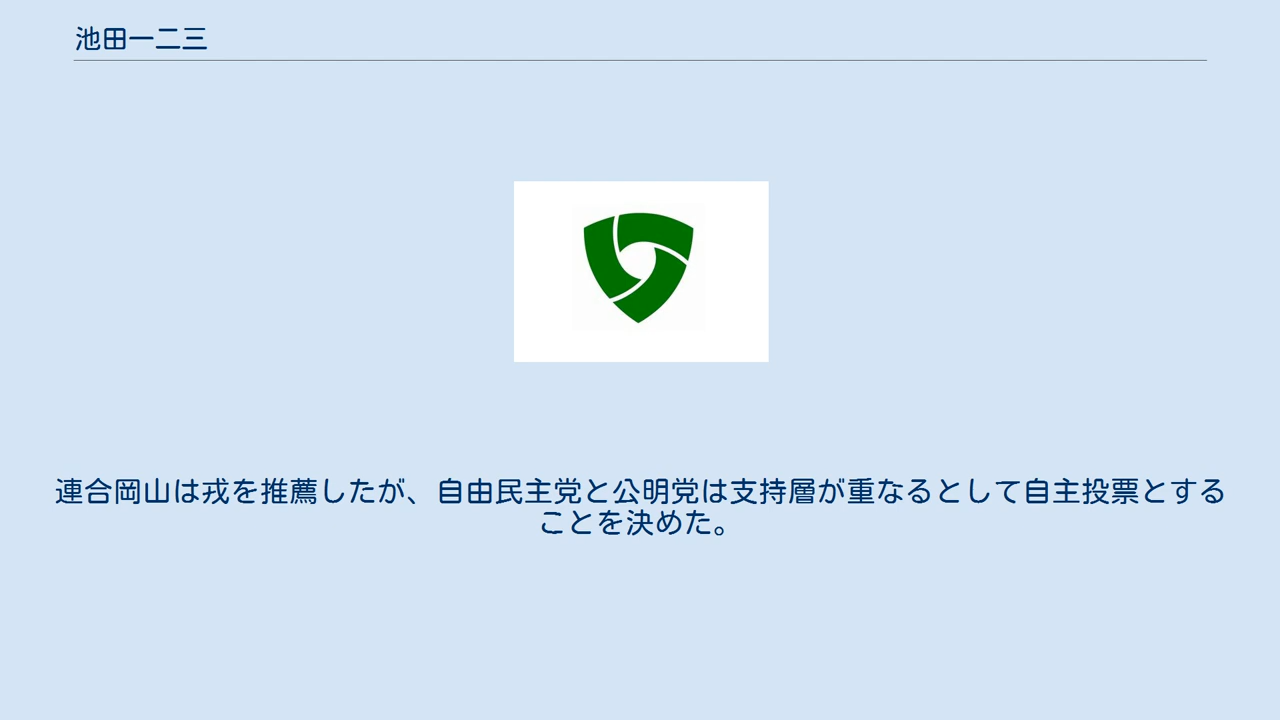 池田一二三
連合岡山は戎を推薦したが、自由民主党と公明党は支持層が重なるとして自主投票とする
ことを決めた。